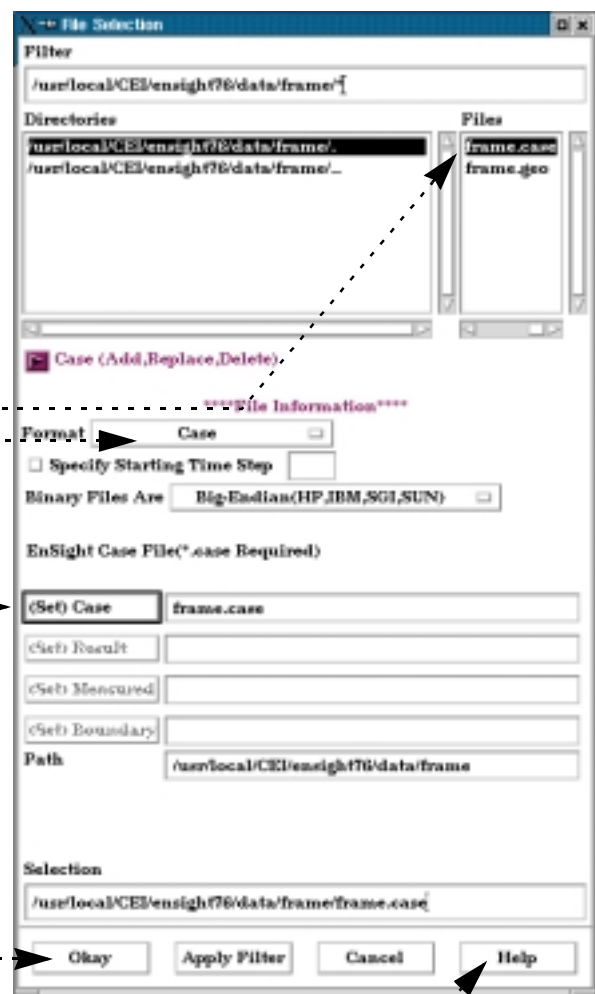 File Selection
Filter
/usr/local/CEI/ensight76/data/frame/*
Directories
Files
/usr/local/CEI/ensight76/data/frame/.
frame.case
/usr/local/CEI/ensight76/data/frame/..
frame.geo
Case (Add,Replace,Delete)
****File Information****
Format
Case
Specify Starting Time Step
Binary Files Are
Big-Endian(HP,IBM,SGI,SUN)
EnSight Case File(*.case Required)
(Set) Case
frame.case
(Set) Result
(Set) Measured
(Set) Boundary
Path
/usr/local/CEI/ensight76/data/frame
Selection
/usr/local/CEI/ensight76/data/frame/frame.case
Okay
Apply Filter
Cancel
Help